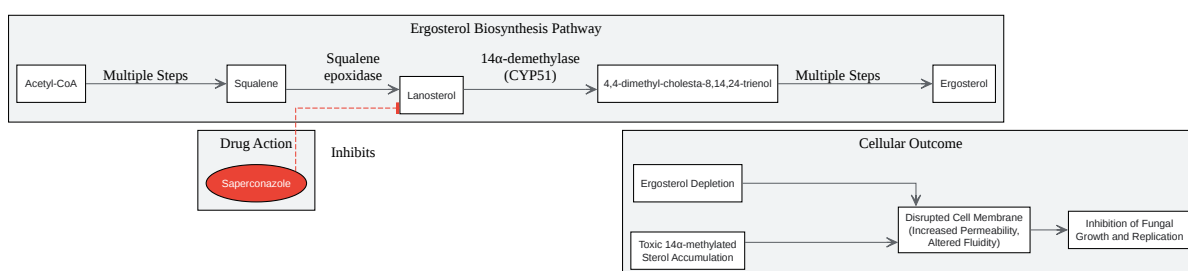 Ergosterol Biosynthesis Pathway
Acetyl-CoA
Multiple Steps
Squalene
Squalene
epoxidase
Lanosterol
14α-demethylase
(CYP51)
4,4-dimethyl-cholesta-8,14,24-trienol
Multiple Steps
Ergosterol
Drug Action
Saperconazole
Inhibits
Cellular Outcome
Ergosterol Depletion
Toxic 14α-methylated
Sterol Accumulation
Disrupted Cell Membrane
(Increased Permeability,
Altered Fluidity)
Inhibition of Fungal
Growth and Replication